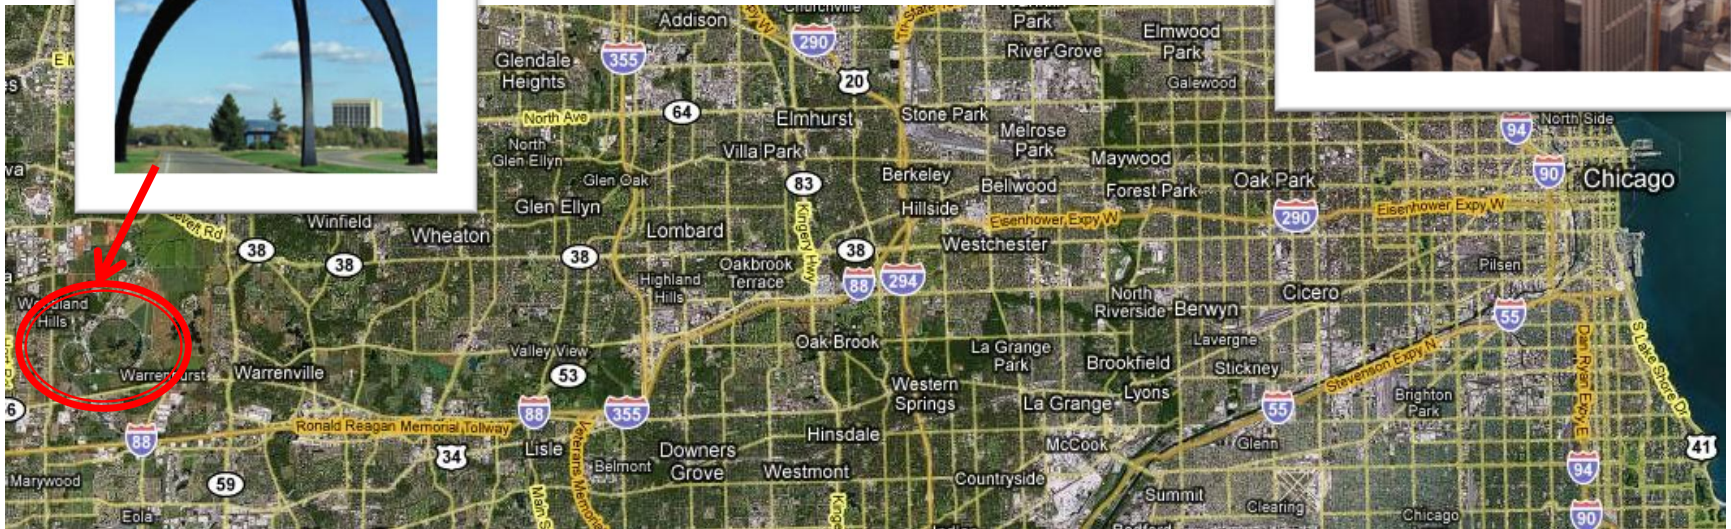 Addison
Churchville
Park
Elmwood
Park
River Grove
Galewood
Glendale
Heights
355
290
20
North Ave
64
Elmhurst
Stone Park
94
North Side
Melrose
Park
North
Glen Ellyn
Villa Park
Maywood
Glen Oak
83
Berkeley
Bellwood
Forest Park
Oak Park
90
Chicago
Glen Ellyn
Kingery Hwy
Hillside
Eisenhower Expy W
290
Eisenhower Expy W
Winfield
Wheaton
Lombard
38
38
38
38
Westchester
Oakbrook
Terrace
Highland
Hills
88
294
Pilsen
Woodland
Hills
North
Riverside
Berwyn
Cicero
55
Valley View
Oak Brook
La Grange
Park
Lavergne
Brookfield
Stickney
Stevenson Expy N
Dan Ryan Expy E
S Lake Shore Dr
Warrenhurst
Warrenville
53
Western
Springs
Lyons
La Grange
Brighton
Park
88
355
55
88
Ronald Reagan Memorial Tollway
34
Lisle
Hinsdale
McCook
Glenn
41
Belmont
Downers
Grove
Westmont
Countryside
94
Marywood
59
Summit
Clearing
Chicago
90
Eola